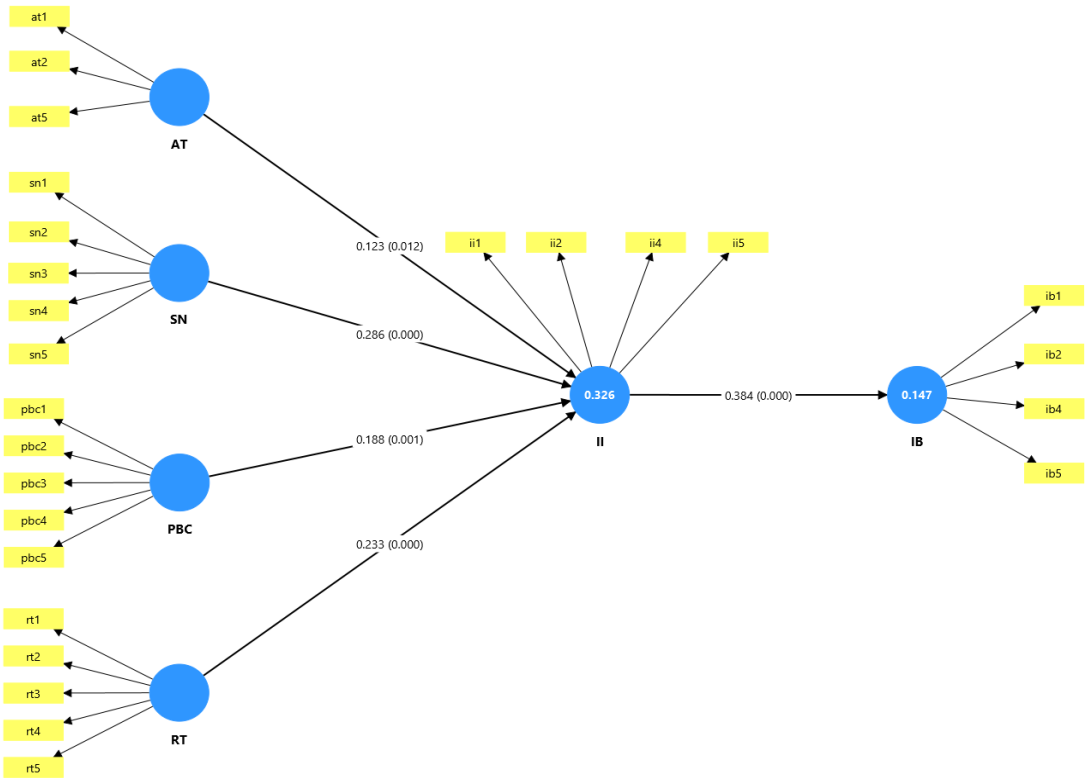 at1
at2
at5
AT
sn1
sn2
sn3
sn4
sn5
SN
pbc1
pbc2
pbc3
pbc4
pbc5
PBC
rt1
rt2
rt3
rt4
rt5
RT
0.123 (0.012)
0.286 (0.000)
0.188 (0.001)
0.233 (0.000)
ii1
ii2
ii4
ii5
0.326
II
0.384 (0.000)
0.147
IB
ib1
ib2
ib4
ib5